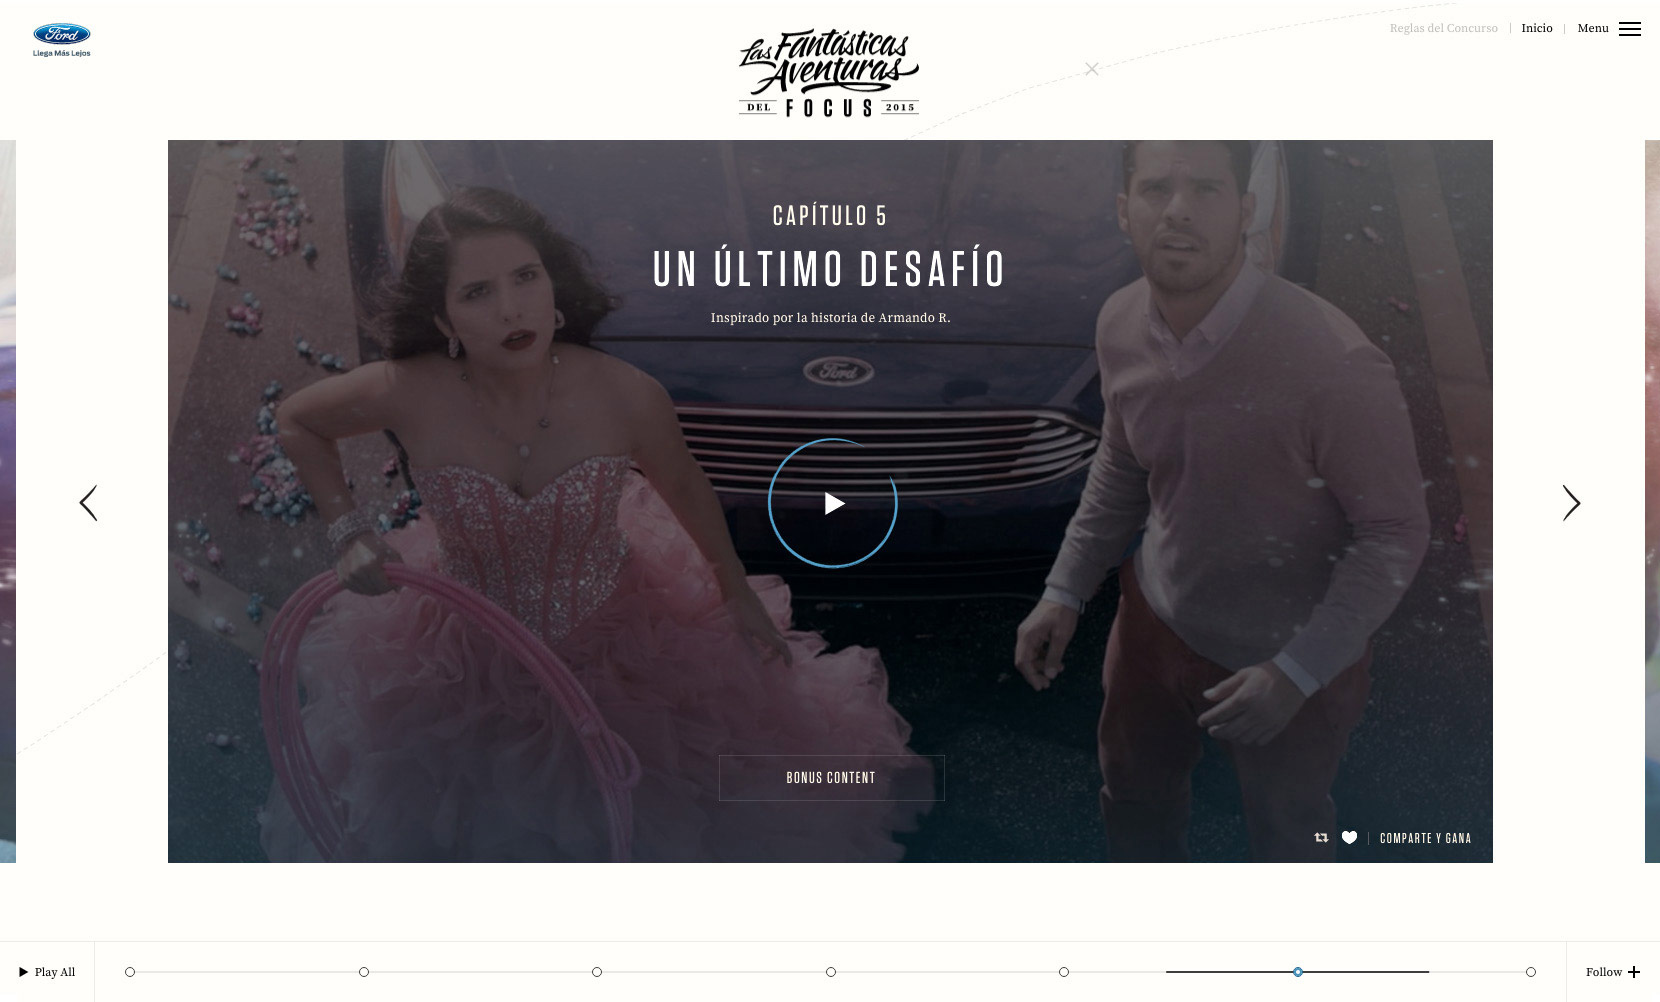 Ford
Llega Más Lejos
Las Fantásticas
Aventuras
DEL FOCUS 2015
Reglas del Concurso
Inicio
Menu
CAPÍTULO 5
UN ÚLTIMO DESAFÍO
Inspirado por la historia de Armando R.
Ford
BONUS CONTENT
COMPARTE Y GANA
Play All
Follow